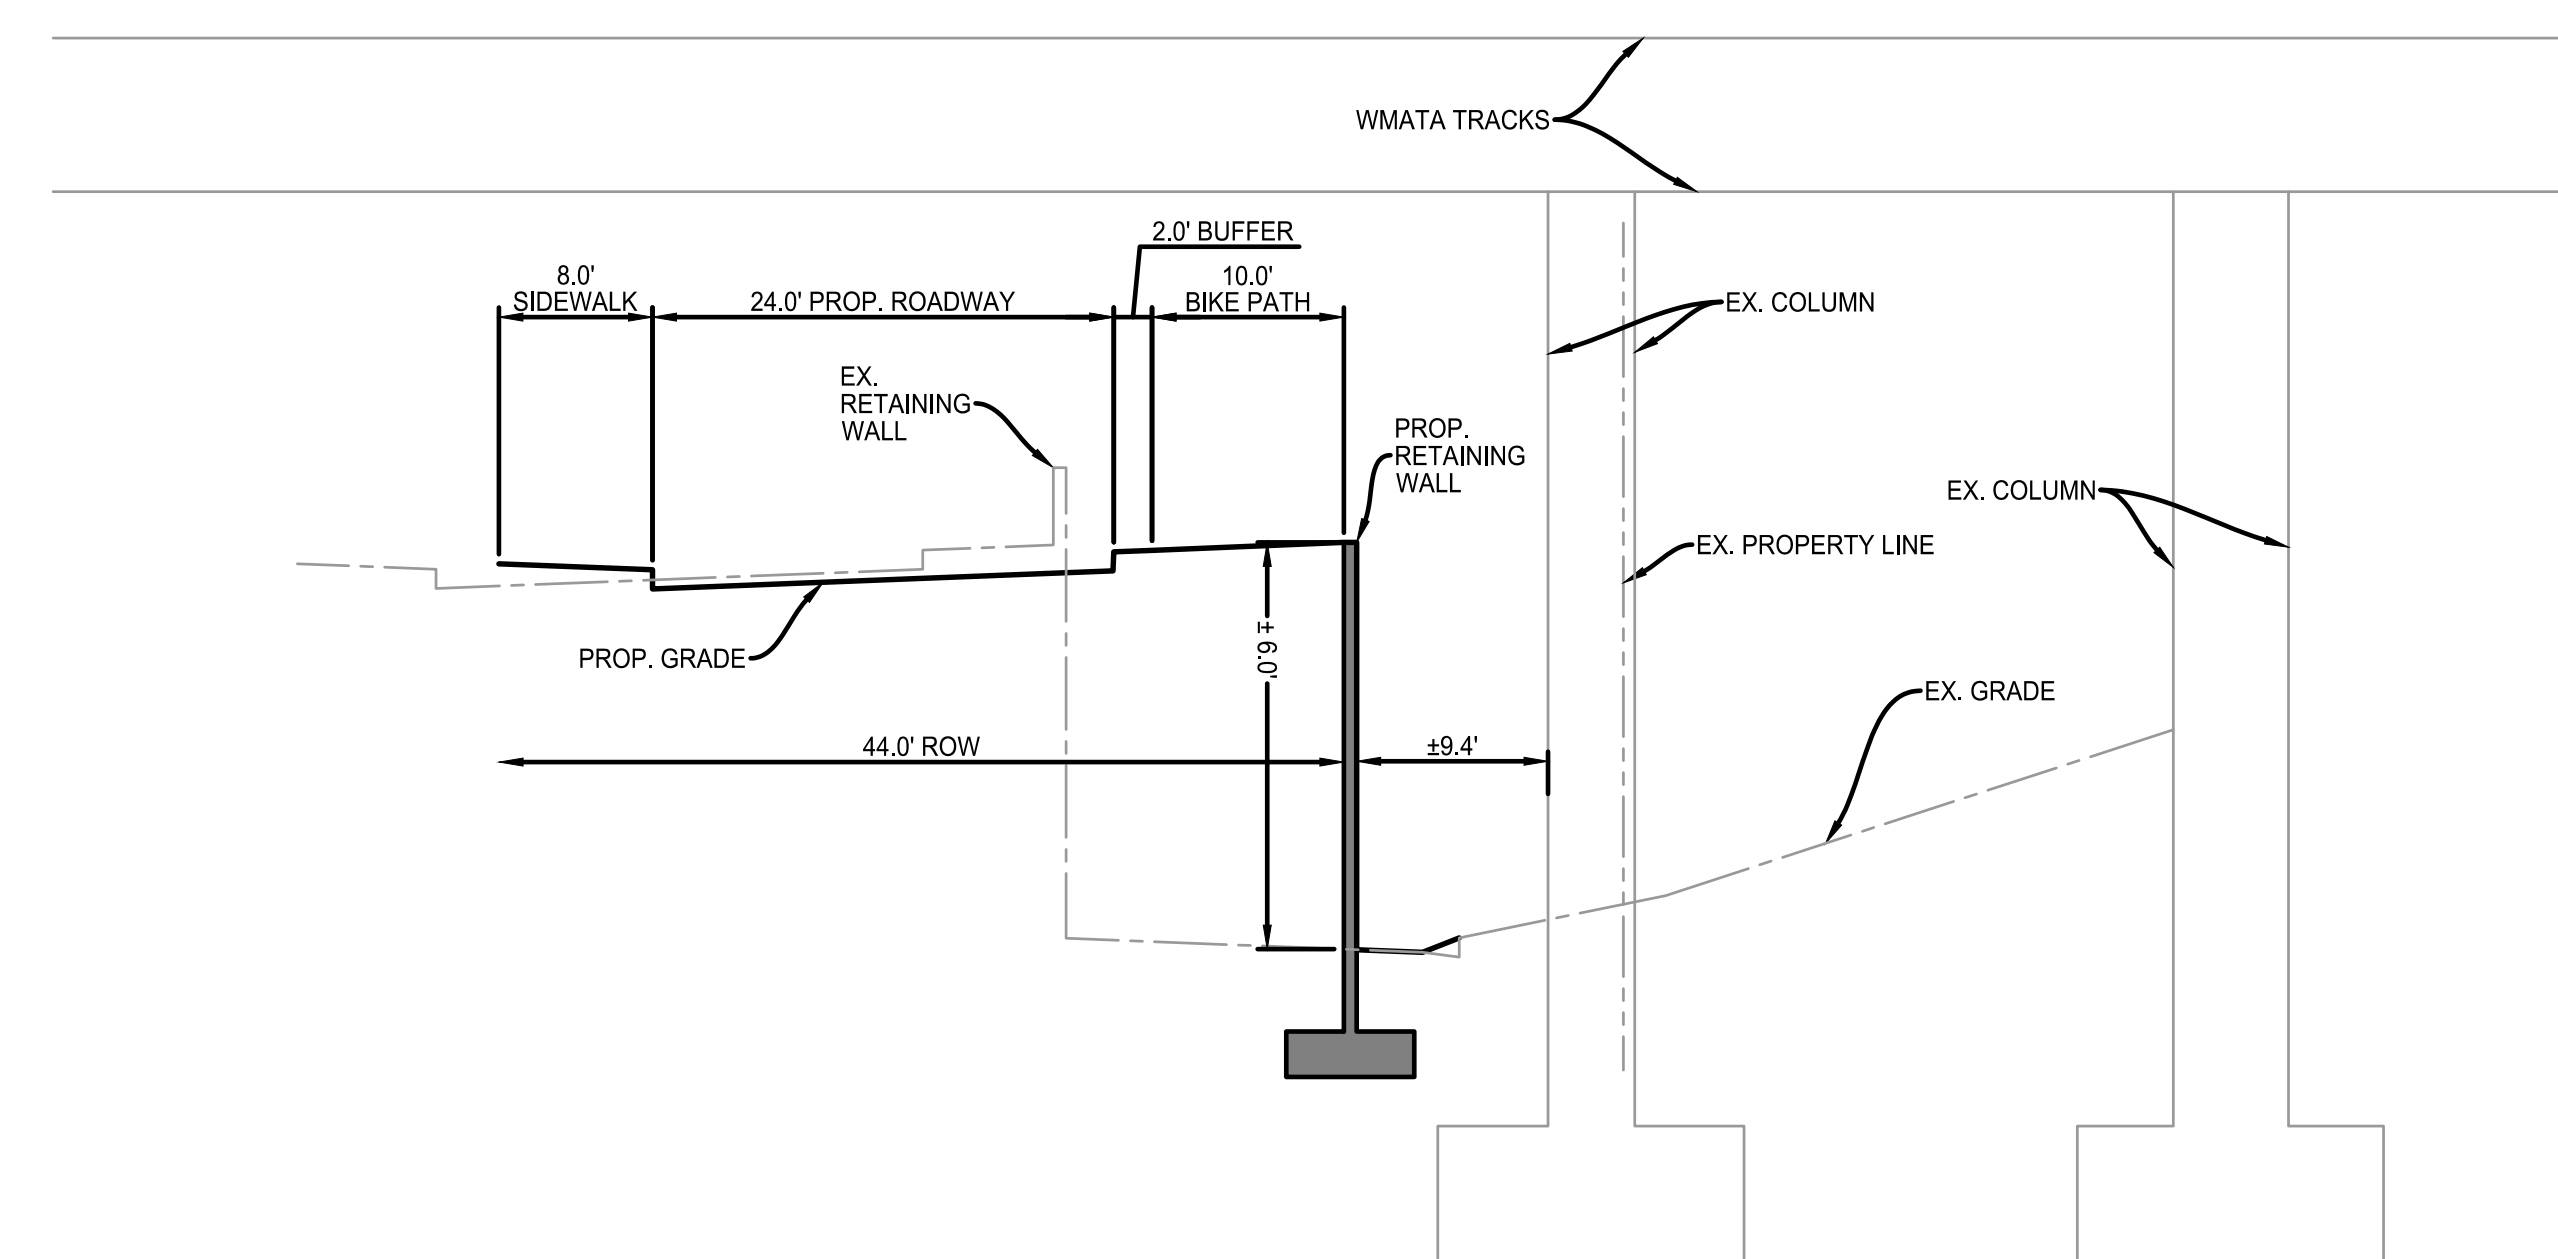 WMATA TRACKS
2.0' BUFFER
8.0'
SIDEWALK
24.0' PROP. ROADWAY
10.0'
BIKE PATH
EX. COLUMN
EX.
RETAINING
WALL
PROP.
RETAINING
WALL
EX. COLUMN
EX. PROPERTY LINE
± 6.0'
PROP. GRADE
EX. GRADE
44.0' ROW
±9.4'